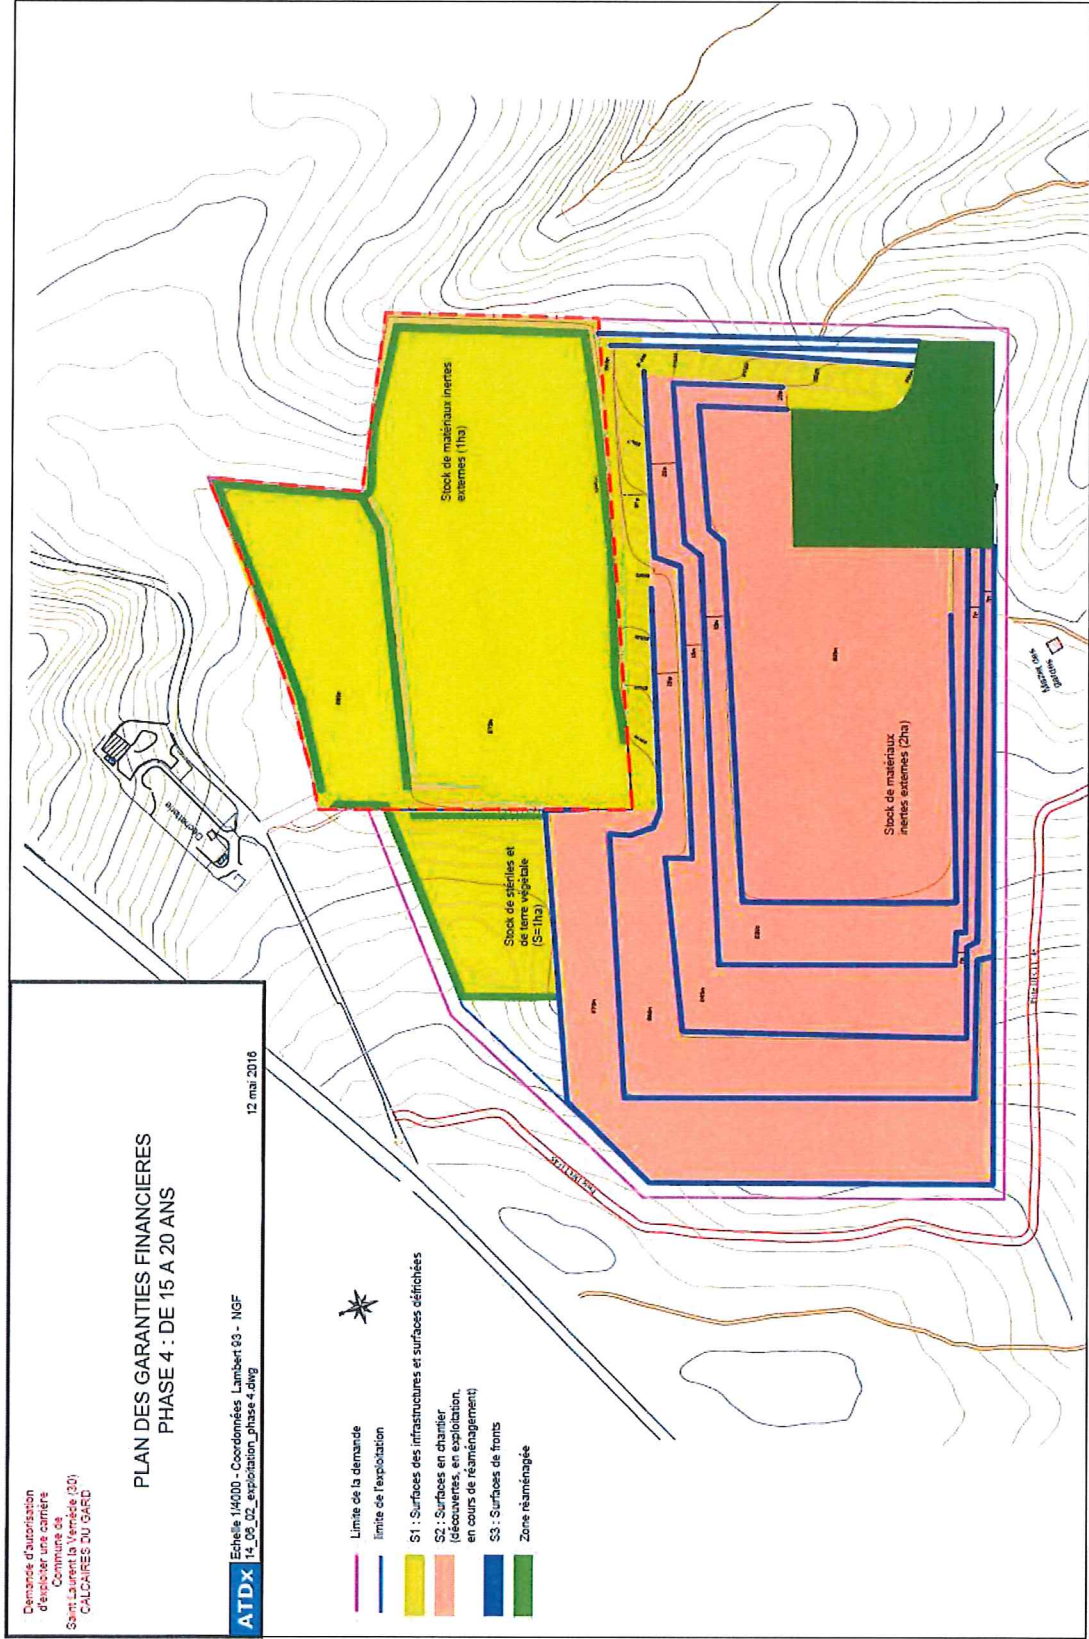 Demande d'autorisation
d'exploiter une carrière
Commune de
Saint Laurent la Vernède (30)
CALCAIRES DU GARD
PLAN DES GARANTIES FINANCIERES
PHASE 4 : DE 15 A 20 ANS
12 mai 2016
ATDx
Echelle 1/4000 - Coordonnées Lambert 93 - NGF
14_06_02_exploitation_phase 4.dwg
Limite de la demande
limite de l'exploitation
S1 : Surfaces des infrastructures et surfaces défrichées
S2 : Surfaces en chantier
(découvertes, en exploitation,
en cours de réaménagement)
S3 : Surfaces de fronts
Zone réaménagée
Déchetterie
Stock de matériaux inertes
externes (1ha)
Stock de stériles et
de terre végétale
(S=1ha)
Stock de matériaux
inertes externes (2ha)
Mazet des
gardes